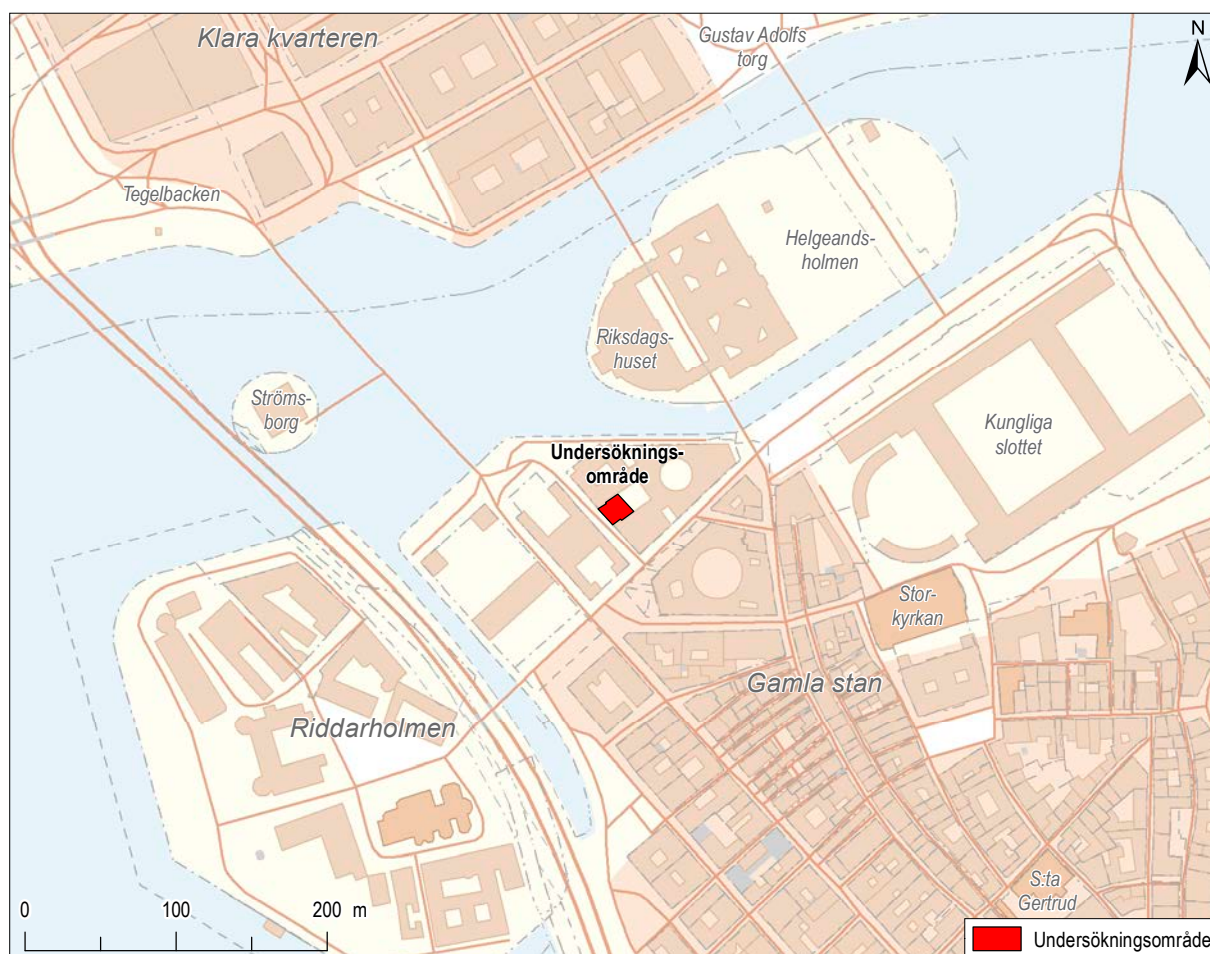 Klara kvarteren
Gustav Adolfs
torg
N
Tegelbacken
Helgeands-
holmen
Riksdags-
huset
Ströms-
borg
Kungliga
slottet
Undersöknings-
område
Stor-
kyrkan
Gamla stan
Riddarholmen
S:ta
Gertrud
0 100 200 m
Undersökningsområde